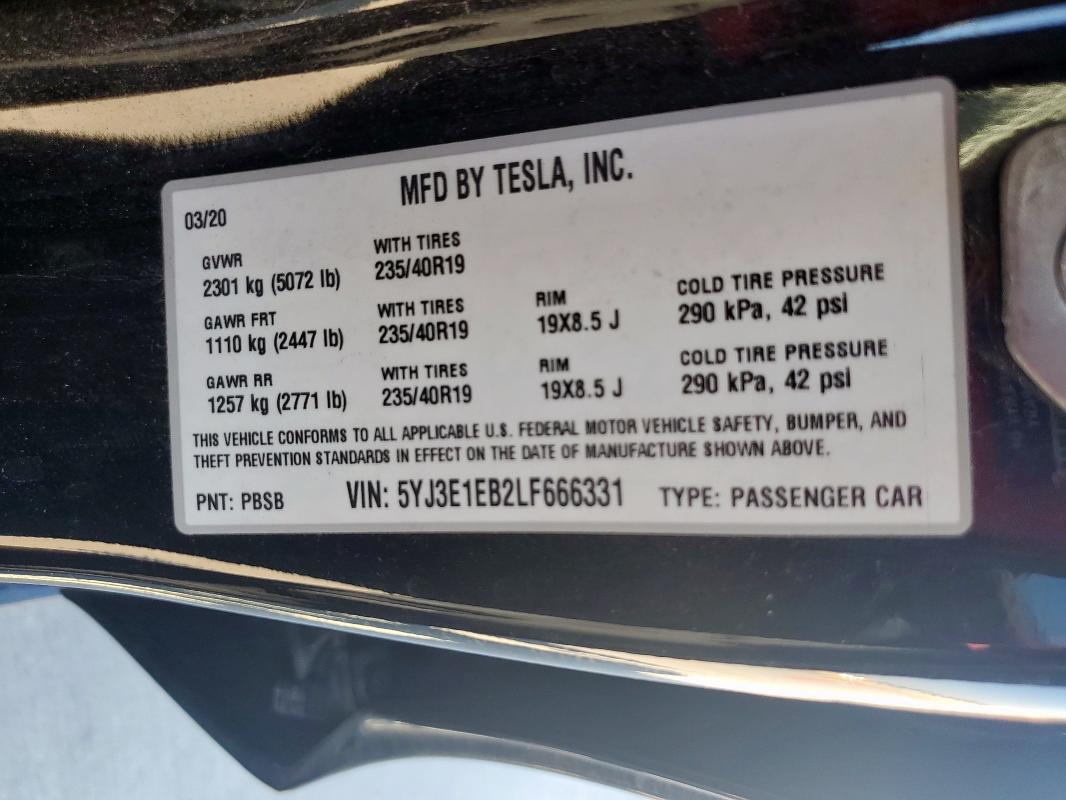 MFD BY TESLA, INC.
03/20
GVWR
2301 kg (5072 lb)
WITH TIRES
235/40R19
GAWR FRT
1110 kg (2447 lb)
WITH TIRES
235/40R19
RIM
19X8.5 J
COLD TIRE PRESSURE
290 kPa, 42 psi
GAWR RR
1257 kg (2771 lb)
WITH TIRES
235/40R19
RIM
19X8.5 J
COLD TIRE PRESSURE
290 kPa, 42 psi
THIS VEHICLE CONFORMS TO ALL APPLICABLE U.S. FEDERAL MOTOR VEHICLE SAFETY, BUMPER, AND
THEFT PREVENTION STANDARDS IN EFFECT ON THE DATE OF MANUFACTURE SHOWN ABOVE.
PNT: PBSB VIN: 5YJ3E1EB2LF666331 TYPE: PASSENGER CAR